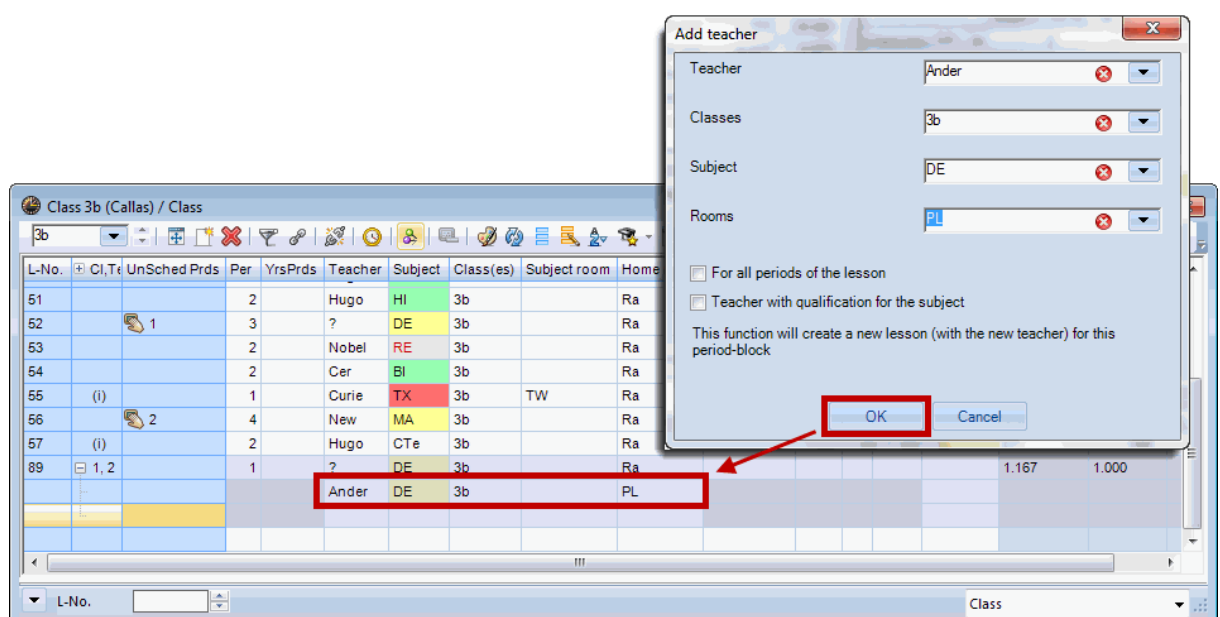 Add teacher
Teacher
Ander
Classes
3b
Subject
DE
Rooms
PL
For all periods of the lesson
Teacher with qualification for the subject
This function will create a new lesson (with the new teacher) for this
period-block
OK Cancel
Class 3b (Callas) / Class
3b
L-No. Cl,Te UnSched Prds Per YrsPrds Teacher Subject Class(es) Subject room Home
51 2 Hugo HI 3b Ra
52 1 3 ? DE 3b Ra
53 2 Nobel RE 3b Ra
54 2 Cer BI 3b Ra
55 (i) 1 Curie TX 3b TW Ra
56 2 4 New MA 3b Ra
57 (i) 2 Hugo CTe 3b Ra
89 1, 2 1 ? DE 3b Ra 1.167 1.000
Ander DE 3b PL
L-No. Class